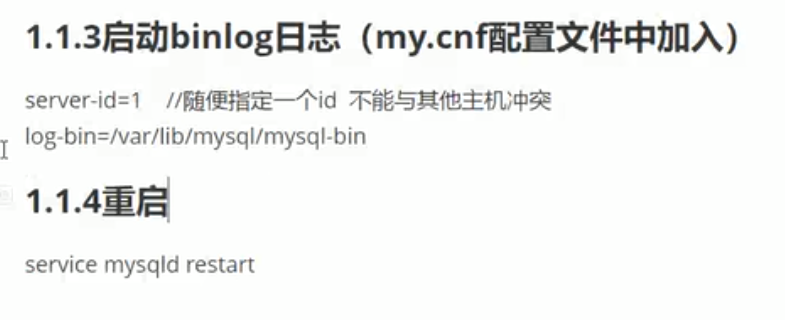 1.1.3启动binlog日志（my.cnf配置文件中加入）
server-id=1 //随便指定一个id 不能与其他主机冲突
log-bin=/var/lib/mysql/mysql-bin
1.1.4重启
service mysqld restart